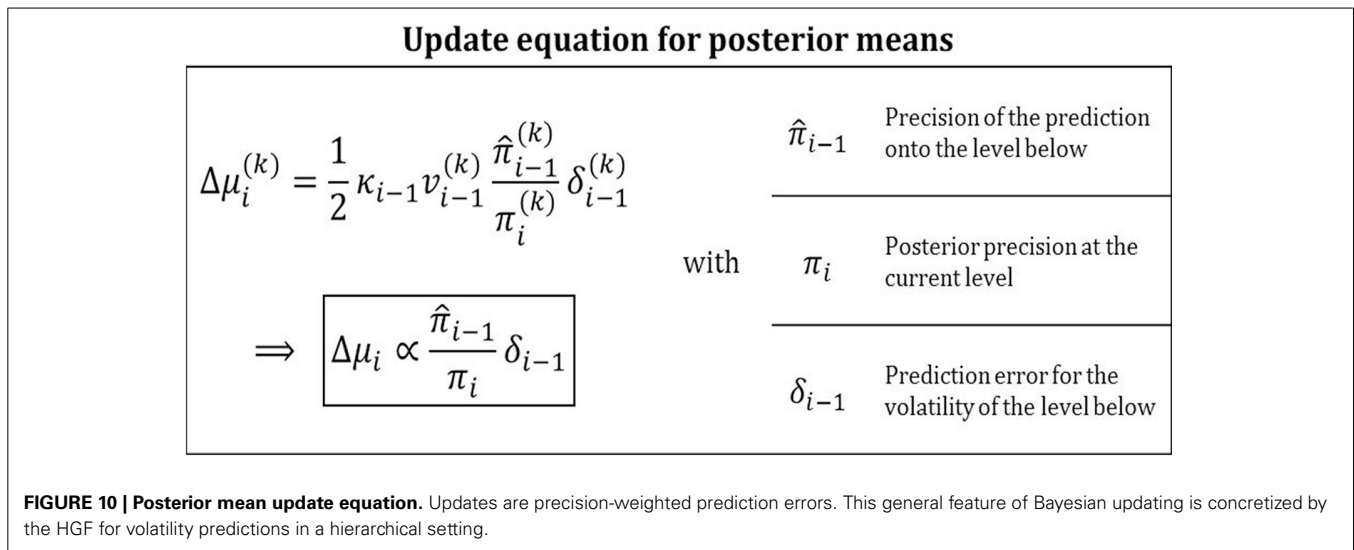 Update equation for posterior means
Δμ_i^(k) = 1/2 κ_{i−1} v_{i−1}^(k) π̂_{i−1}^(k) / π_i^(k) δ_{i−1}^(k)
⟹ Δμ_i ∝ π̂_{i−1} / π_i δ_{i−1}
with
π̂_{i−1} Precision of the prediction
onto the level below
π_i Posterior precision at the
current level
δ_{i−1} Prediction error for the
volatility of the level below
FIGURE 10 | Posterior mean update equation. Updates are precision-weighted prediction errors. This general feature of Bayesian updating is concretized by
the HGF for volatility predictions in a hierarchical setting.